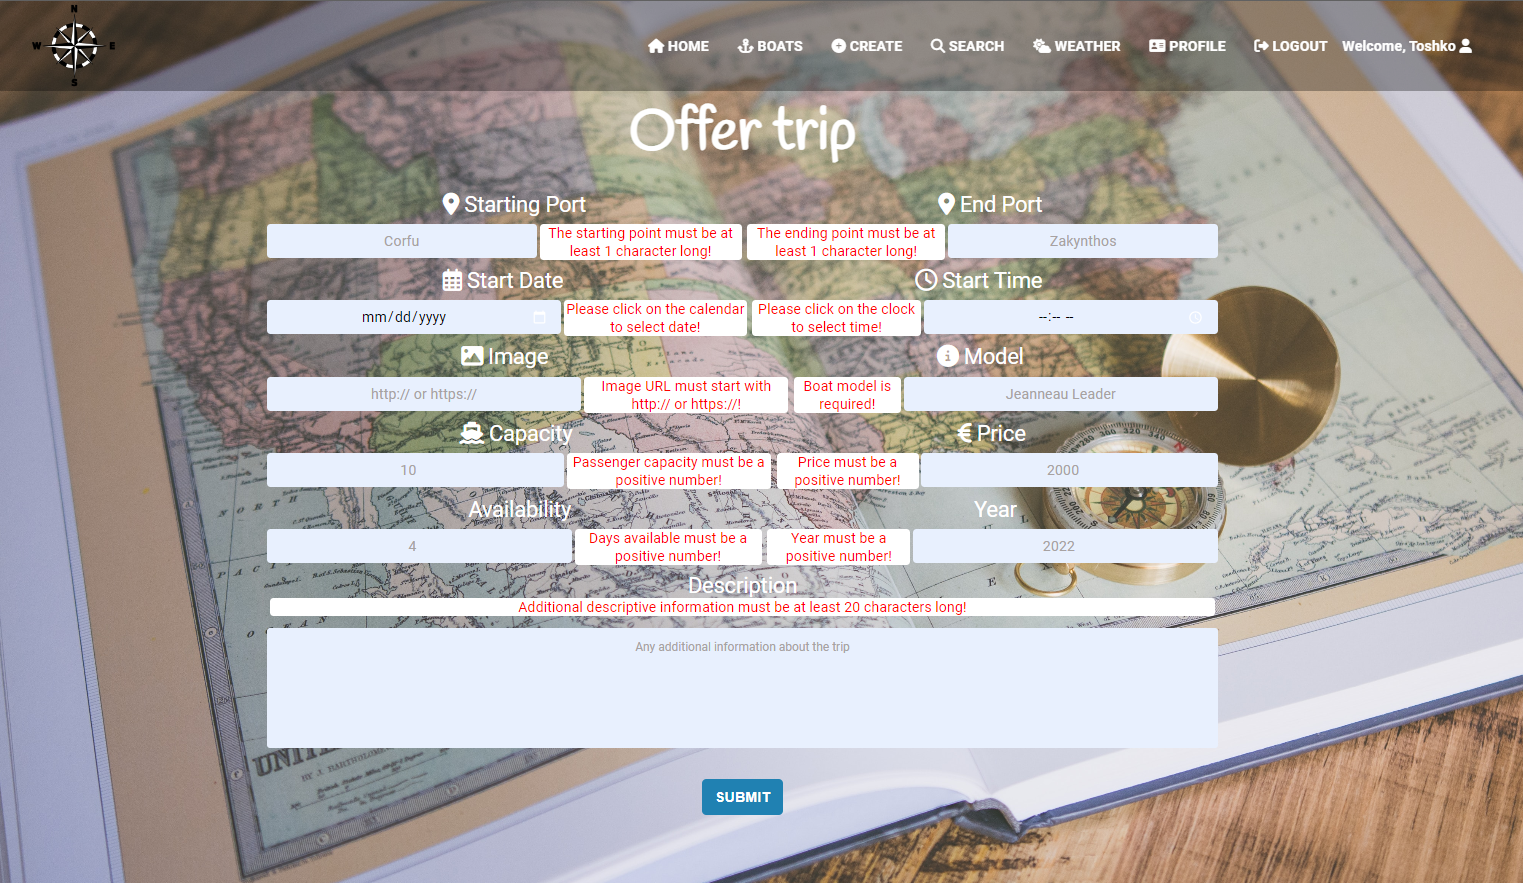 N
W E
S
HOME BOATS CREATE SEARCH WEATHER PROFILE LOGOUT Welcome, Toshko
Offer trip
Starting Port End Port
Corfu
The starting point must be at
least 1 character long!
The ending point must be at
least 1 character long!
Zakynthos
Start Date Start Time
mm/dd/yyyy
Please click on the calendar
to select date!
Please click on the clock
to select time!
--:-- --
Image Model
http:// or https://
Image URL must start with
http:// or https://!
Boat model is
required!
Jeanneau Leader
Capacity Price
10
Passenger capacity must be a
positive number!
Price must be a
positive number!
2000
Availability Year
4
Days available must be a
positive number!
Year must be a
positive number!
2022
Description
Additional descriptive information must be at least 20 characters long!
Any additional information about the trip
UNIT
BY J. BARTHOLOM
SUBMIT